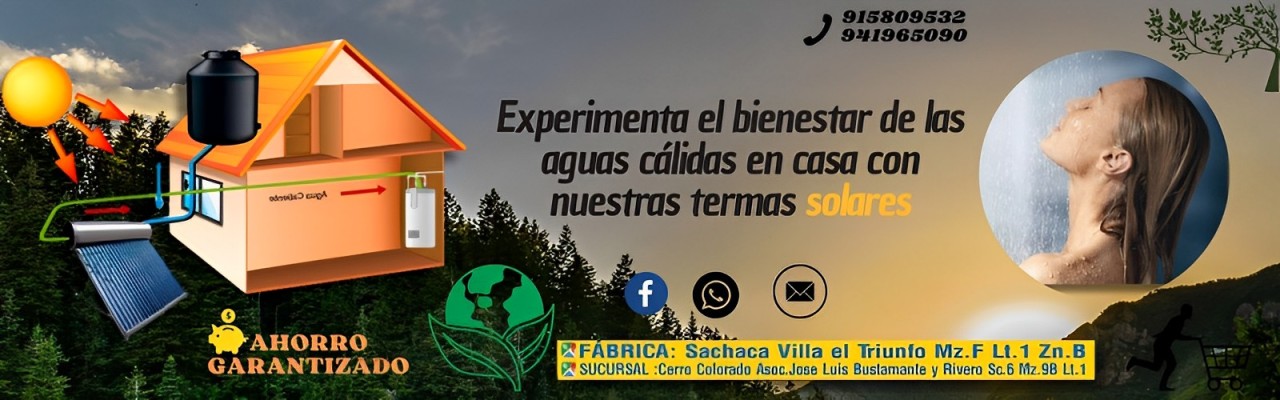 915809532
941965090
Experimenta el bienestar de las
aguas cálidas en casa con
nuestras termas solares
Agua Caliente
AHORRO
GARANTIZADO
FÁBRICA: Sachaca Villa el Triunfo Mz.F Lt.1 Zn.B
SUCURSAL :Cerro Colorado Asoc.Jose Luis Bustamante y Rivero Sc.6 Mz.9B Lt.1